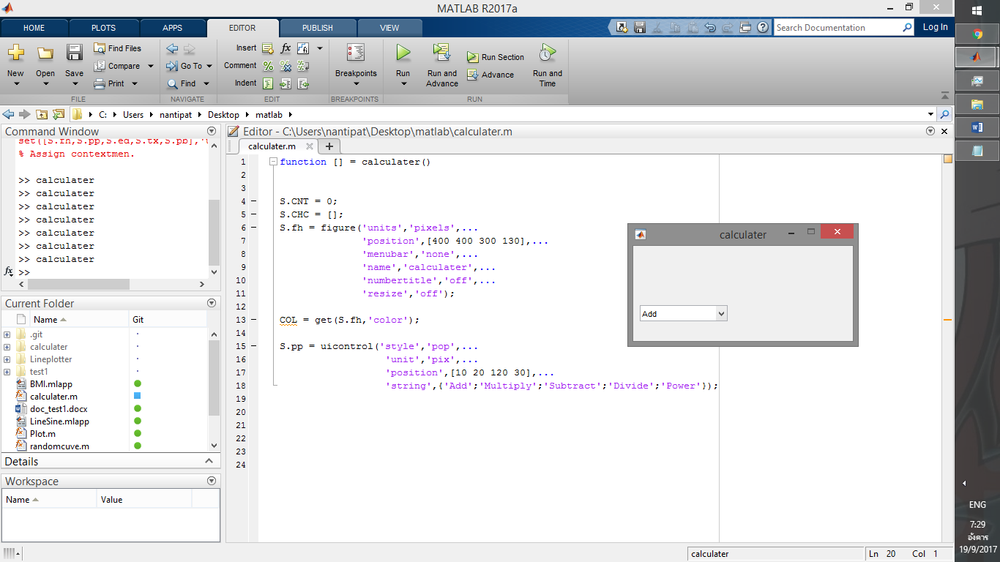 MATLAB R2017a
HOME PLOTS APPS EDITOR PUBLISH VIEW
Search Documentation
Log In
New Open Save
Find Files
Compare
Print
FILE
Go To
Find
NAVIGATE
Insert fx
Comment % %
Indent
EDIT
Breakpoints
BREAKPOINTS
Run
Run and Advance
Run Section
Advance
Run and Time
RUN
C: Users nantipat Desktop matlab
Command Window
set([S.fh,S.pp,S.ed,S.tx,S.pb],'
% Assign contextmen.
>> calculater
>> calculater
>> calculater
>> calculater
>> calculater
>> calculater
>> calculater
fx >>
Current Folder
Name Git
.git
calculater
Lineplotter
test1
BMI.mlapp
calculater.m
doc_test1.docx
LineSine.mlapp
Plot.m
randomcuve.m
Details
Workspace
Name Value
Editor - C:\Users\nantipat\Desktop\matlab\calculater.m
calculater.m
1 function [] = calculater()
2
3
4 S.CNT = 0;
5 S.CHC = [];
6 S.fh = figure('units','pixels',...
7 'position',[400 400 300 130],...
8 'menubar','none',...
9 'name','calculater',...
10 'numbertitle','off',...
11 'resize','off');
12
13 COL = get(S.fh,'color');
14
15 S.pp = uicontrol('style','pop',...
16 'unit','pix',...
17 'position',[10 20 120 30],...
18 'string',{'Add';'Multiply';'Subtract';'Divide';'Power'});
19
20
21
22
23
24
calculater
Add
calculater
Ln 20 Col 1
ENG
7:29
อังคาร
19/9/2017